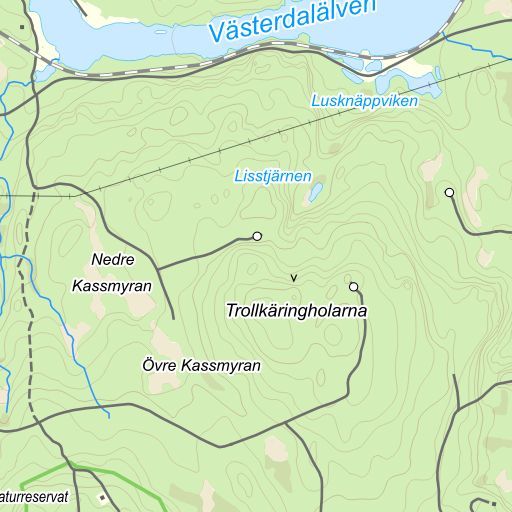 Västerdalälven
Lusknäppviken
Lisstjärnen
Nedre
Kassmyran
Trollkäringholarna
Övre Kassmyran
aturreservat